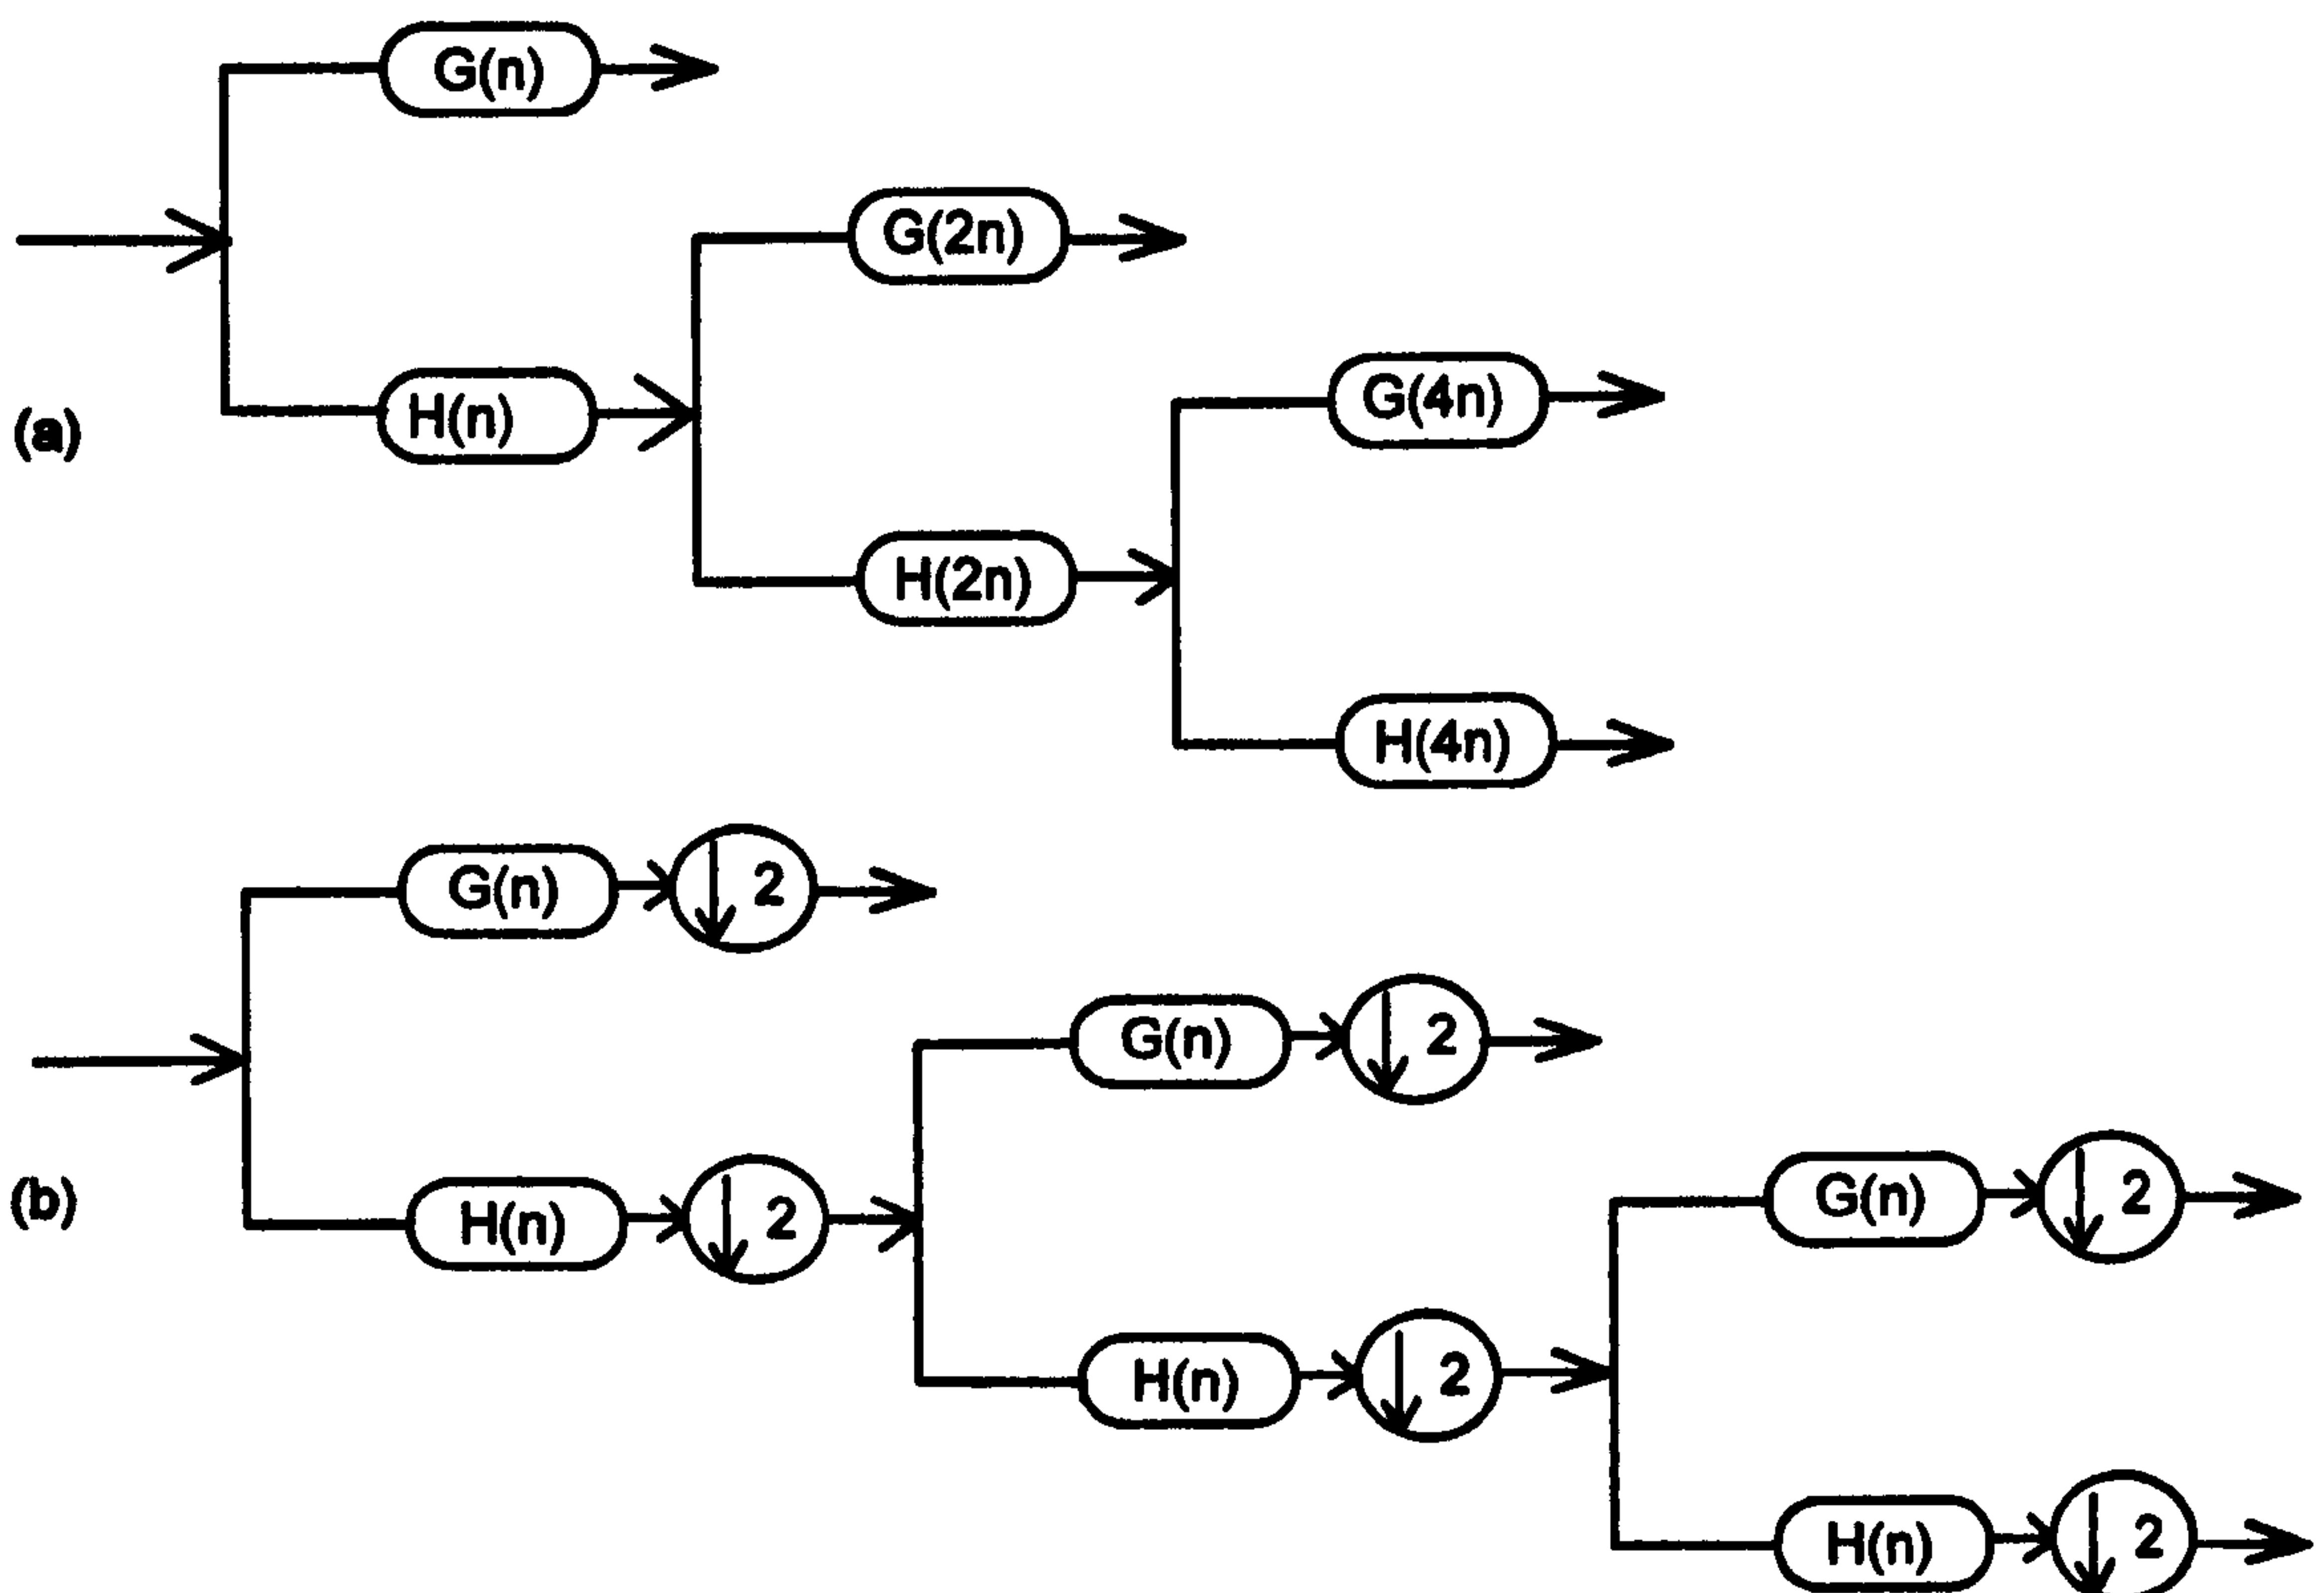 G(n)
G(2n)
G(4n)
H(n)
(a)
H(2n)
H(4n)
G(n) ↓ 2
G(n) ↓ 2
G(n) ↓ 2
(b)
H(n) ↓ 2
H(n) ↓ 2
H(n) ↓ 2